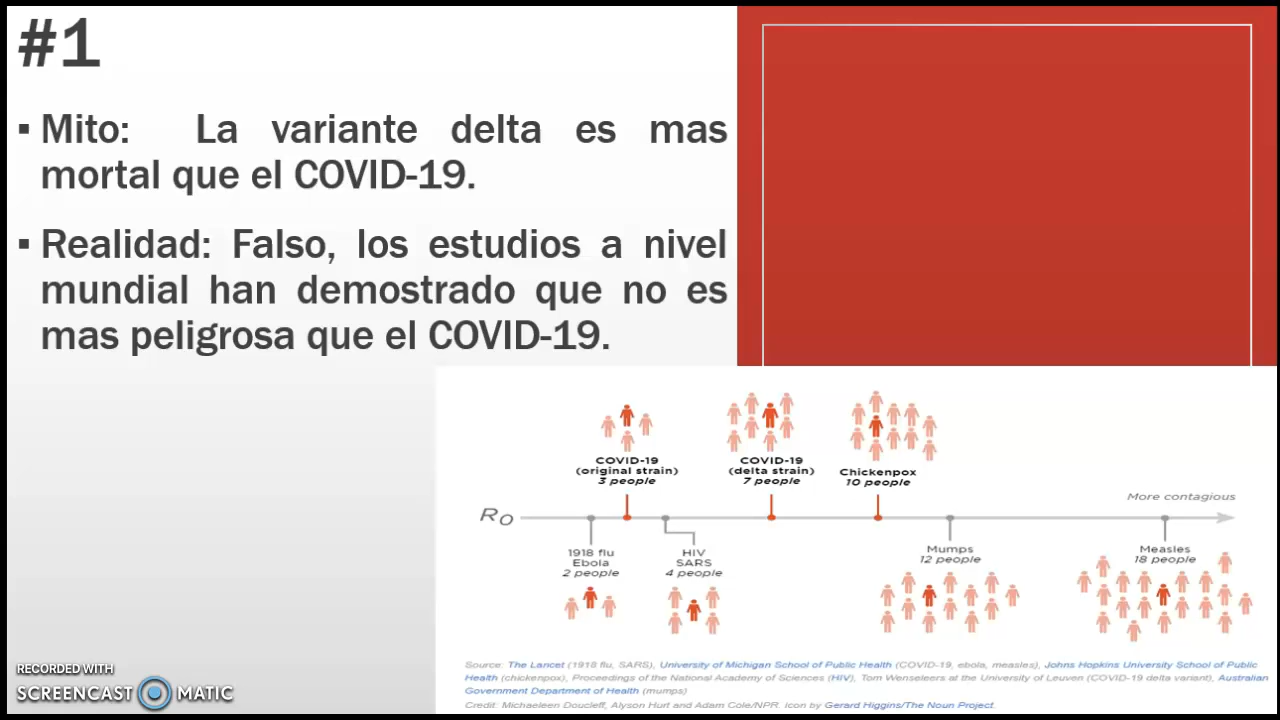 #1
▪ Mito: La variante delta es mas
mortal que el COVID-19.
▪ Realidad: Falso, los estudios a nivel
mundial han demostrado que no es
mas peligrosa que el COVID-19.
COVID-19
(original strain)
3 people
COVID-19
(delta strain)
7 people
Chickenpox
10 people
More contagious
R0
1918 flu
Ebola
2 people
HIV
SARS
4 people
Mumps
12 people
Measles
18 people
Source: The Lancet (1918 flu, SARS), University of Michigan School of Public Health (COVID-19, ebola, measles), Johns Hopkins University School of Public
Health (chickenpox), Proceedings of the National Academy of Sciences (HIV), Tom Wenseleers at the University of Leuven (COVID-19 delta variant), Australian
Government Department of Health (mumps)
Credit: Michaeleen Doucleff, Alyson Hurt and Adam Cole/NPR. icon by Gerard Higgins/The Noun Project.
RECORDED WITH
SCREENCAST MATIC